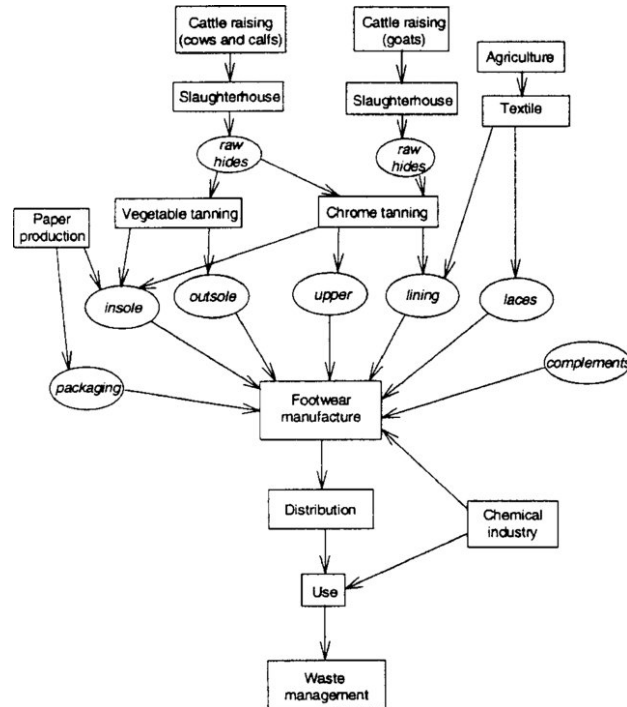 Cattle raising
(cows and calfs)
Cattle raising
(goats)
Agriculture
Slaughterhouse
Slaughterhouse
Textile
raw
hides
raw
hides
Paper
production
Vegetable tanning
Chrome tanning
insole
outsole
upper
lining
laces
packaging
complements
Footwear
manufacture
Distribution
Chemical
industry
Use
Waste
management